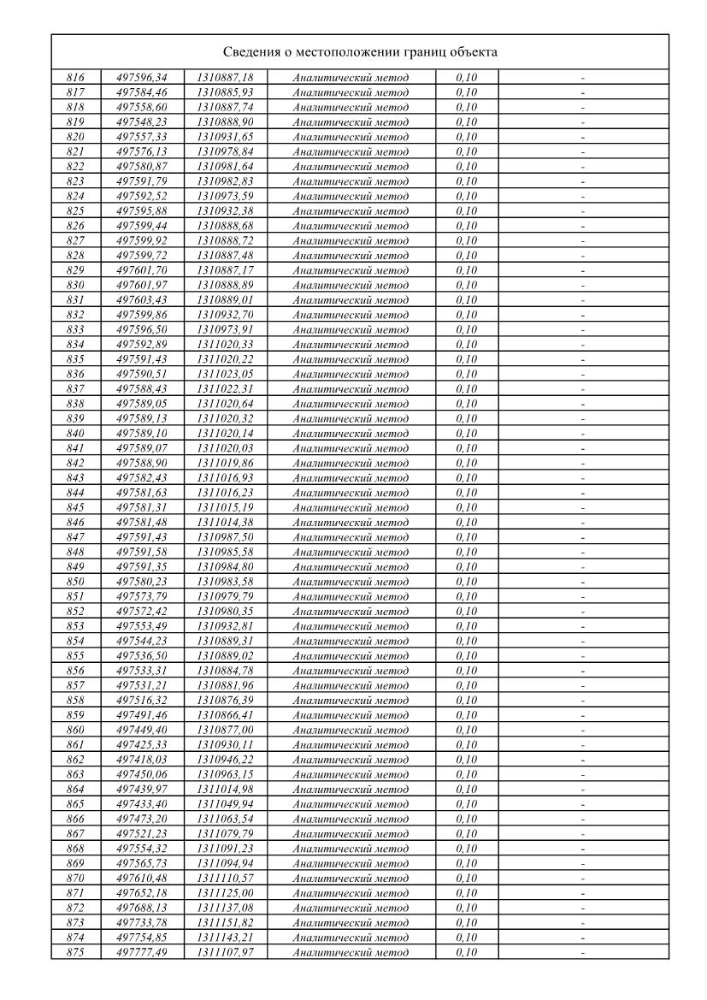 Сведения о местоположении границ объекта
816 497596,34 1310887,18 Аналитический метод 0,10 -
817 497584,46 1310885,93 Аналитический метод 0,10 -
818 497558,60 1310887,74 Аналитический метод 0,10 -
819 497548,23 1310888,90 Аналитический метод 0,10 -
820 497557,33 1310931,65 Аналитический метод 0,10 -
821 497576,13 1310978,84 Аналитический метод 0,10 -
822 497580,87 1310981,64 Аналитический метод 0,10 -
823 497591,79 1310982,83 Аналитический метод 0,10 -
824 497592,52 1310973,59 Аналитический метод 0,10 -
825 497595,88 1310932,38 Аналитический метод 0,10 -
826 497599,44 1310888,68 Аналитический метод 0,10 -
827 497599,92 1310888,72 Аналитический метод 0,10 -
828 497599,72 1310887,48 Аналитический метод 0,10 -
829 497601,70 1310887,17 Аналитический метод 0,10 -
830 497601,97 1310888,89 Аналитический метод 0,10 -
831 497603,43 1310889,01 Аналитический метод 0,10 -
832 497599,86 1310932,70 Аналитический метод 0,10 -
833 497596,50 1310973,91 Аналитический метод 0,10 -
834 497592,89 1311020,33 Аналитический метод 0,10 -
835 497591,43 1311020,22 Аналитический метод 0,10 -
836 497590,51 1311023,05 Аналитический метод 0,10 -
837 497588,43 1311022,31 Аналитический метод 0,10 -
838 497589,05 1311020,64 Аналитический метод 0,10 -
839 497589,13 1311020,32 Аналитический метод 0,10 -
840 497589,10 1311020,14 Аналитический метод 0,10 -
841 497589,07 1311020,03 Аналитический метод 0,10 -
842 497588,90 1311019,86 Аналитический метод 0,10 -
843 497582,43 1311016,93 Аналитический метод 0,10 -
844 497581,63 1311016,23 Аналитический метод 0,10 -
845 497581,31 1311015,19 Аналитический метод 0,10 -
846 497581,48 1311014,38 Аналитический метод 0,10 -
847 497591,43 1310987,50 Аналитический метод 0,10 -
848 497591,58 1310985,58 Аналитический метод 0,10 -
849 497591,35 1310984,80 Аналитический метод 0,10 -
850 497580,23 1310983,58 Аналитический метод 0,10 -
851 497573,79 1310979,79 Аналитический метод 0,10 -
852 497572,42 1310980,35 Аналитический метод 0,10 -
853 497553,49 1310932,81 Аналитический метод 0,10 -
854 497544,23 1310889,31 Аналитический метод 0,10 -
855 497536,50 1310889,02 Аналитический метод 0,10 -
856 497533,31 1310884,78 Аналитический метод 0,10 -
857 497531,21 1310881,96 Аналитический метод 0,10 -
858 497516,32 1310876,39 Аналитический метод 0,10 -
859 497491,46 1310866,41 Аналитический метод 0,10 -
860 497449,40 1310877,00 Аналитический метод 0,10 -
861 497425,33 1310930,11 Аналитический метод 0,10 -
862 497418,03 1310946,22 Аналитический метод 0,10 -
863 497450,06 1310963,15 Аналитический метод 0,10 -
864 497439,97 1311014,98 Аналитический метод 0,10 -
865 497433,40 1311049,94 Аналитический метод 0,10 -
866 497473,20 1311063,54 Аналитический метод 0,10 -
867 497521,23 1311079,79 Аналитический метод 0,10 -
868 497554,32 1311091,23 Аналитический метод 0,10 -
869 497565,73 1311094,94 Аналитический метод 0,10 -
870 497610,48 1311110,57 Аналитический метод 0,10 -
871 497652,18 1311125,00 Аналитический метод 0,10 -
872 497688,13 1311137,08 Аналитический метод 0,10 -
873 497733,78 1311151,82 Аналитический метод 0,10 -
874 497754,85 1311143,21 Аналитический метод 0,10 -
875 497777,49 1311107,97 Аналитический метод 0,10 -